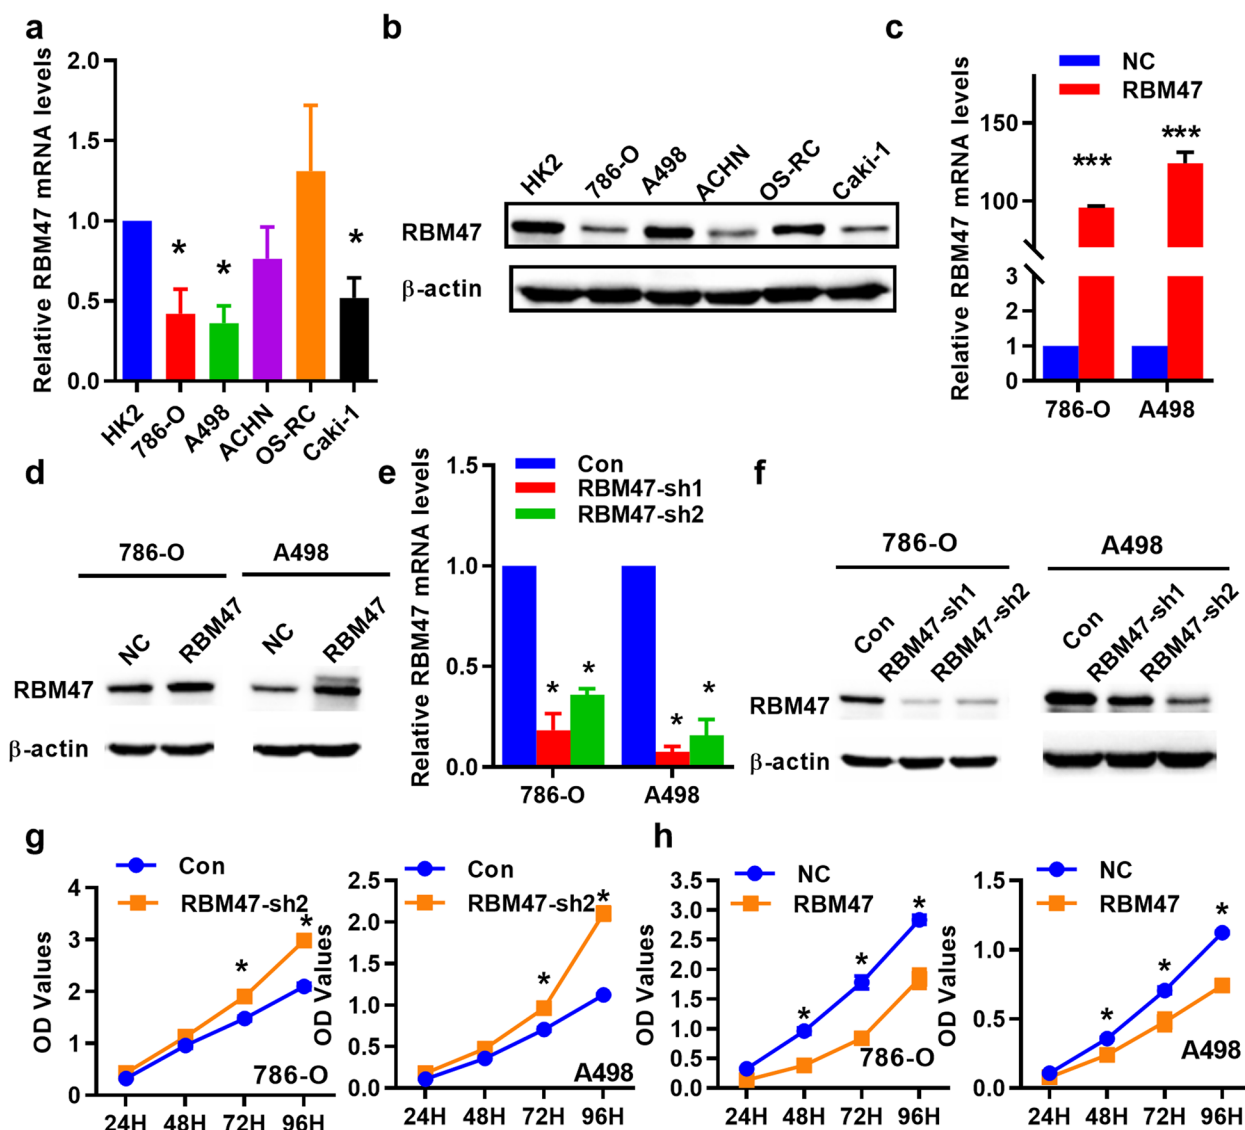 a
Relative RBM47 mRNA levels
2.0
1.5
1.0
0.5
0.0
*
*
*
HK2
786-O
A498
ACHN
OS-RC
Caki-1
b
HK2
786-O
A498
ACHN
OS-RC
Caki-1
RBM47
β-actin
c
NC
RBM47
Relative RBM47 mRNA levels
150
100
3
2
1
0
***
***
786-O
A498
d
786-O
A498
NC
RBM47
NC
RBM47
RBM47
β-actin
e
Con
RBM47-sh1
RBM47-sh2
Relative RBM47 mRNA levels
1.5
1.0
0.5
0.0
*
*
*
*
786-O
A498
f
786-O
A498
Con
RBM47-sh1
RBM47-sh2
Con
RBM47-sh1
RBM47-sh2
RBM47
β-actin
g
Con
RBM47-sh2
OD Values
4
3
2
1
0
*
*
786-O
24H
48H
72H
96H
Con
RBM47-sh2
OD Values
2.5
2.0
1.5
1.0
0.5
0.0
*
*
A498
24H
48H
72H
96H
h
NC
RBM47
OD Values
3.5
3.0
2.5
2.0
1.5
1.0
0.5
0.0
*
*
*
786-O
24H
48H
72H
96H
NC
RBM47
OD Values
1.5
1.0
0.5
0.0
*
*
*
A498
24H
48H
72H
96H